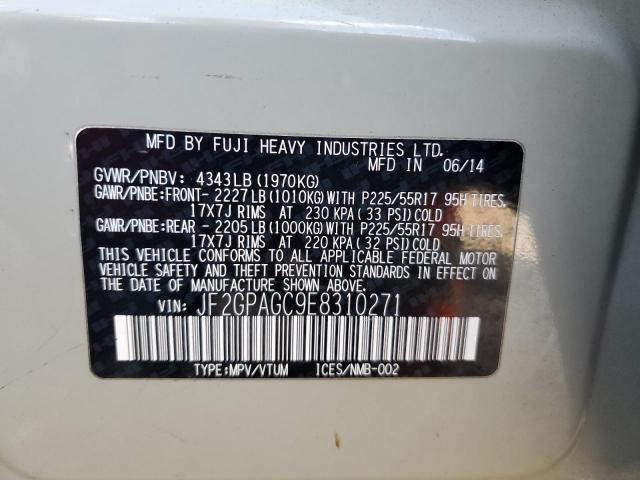 MFD BY FUJI HEAVY INDUSTRIES LTD.
MFD IN 06/14
GVWR/PNBV: 4343LB(1970KG)
GAWR/PNBE:FRONT- 2227LB(1010KG)WITH P225/55R17 95H TIRES.
17X7J RIMS AT 230 KPA(33 PSI)COLD
GAWR/PNBE:REAR - 2205LB(1000KG)WITH P225/55R17 95H TIRES.
17X7J RIMS AT 220 KPA(32 PSI)COLD
THIS VEHICLE CONFORMS TO ALL APPLICABLE FEDERAL MOTOR
VEHICLE SAFETY AND THEFT PREVENTION STANDARDS IN EFFECT ON
THE DATE OF MANUFACTURE SHOWN ABOVE.
VIN: JF2GPAGC9E8310271
TYPE:MPV/VTUM ICES/NMB-002